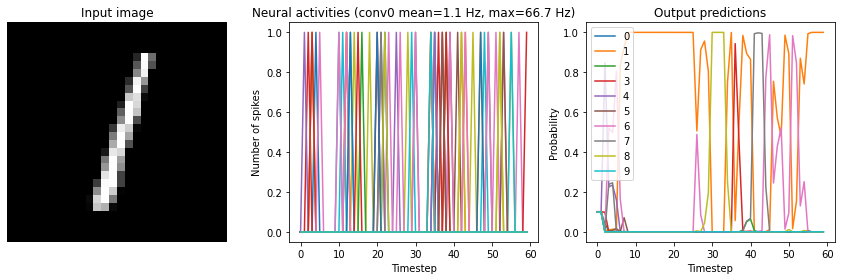 Input image
Neural activities (conv0 mean=1.1 Hz, max=66.7 Hz)
Output predictions
Number of spikes
1.0
0.8
0.6
0.4
0.2
0.0
0 10 20 30 40 50 60
Timestep
Probability
1.0
0.8
0.6
0.4
0.2
0.0
0
1
2
3
4
5
6
7
8
9
0 10 20 30 40 50 60
Timestep